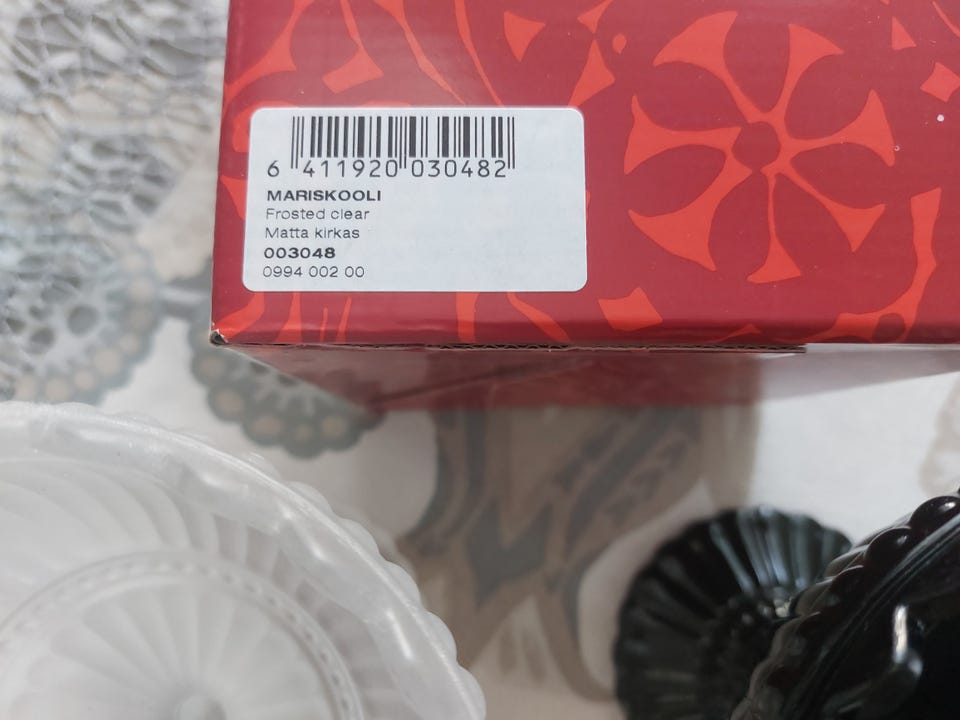 6 411920 030482
MARISKOOLI
Frosted clear
Matta kirkas
003048
0994 002 00